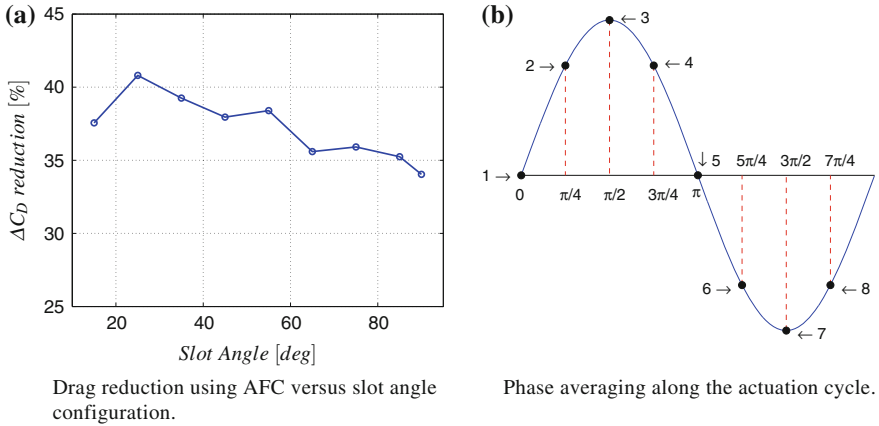 (a)
45
40
35
30
25
20
40
60
80
ΔC_D reduction [%]
Slot Angle [deg]
Drag reduction using AFC versus slot angle
configuration.
(b)
← 3
2 →
← 4
1 →
↓ 5
0
π/4
π/2
3π/4
π
5π/4
3π/2
7π/4
6 →
← 8
← 7
Phase averaging along the actuation cycle.